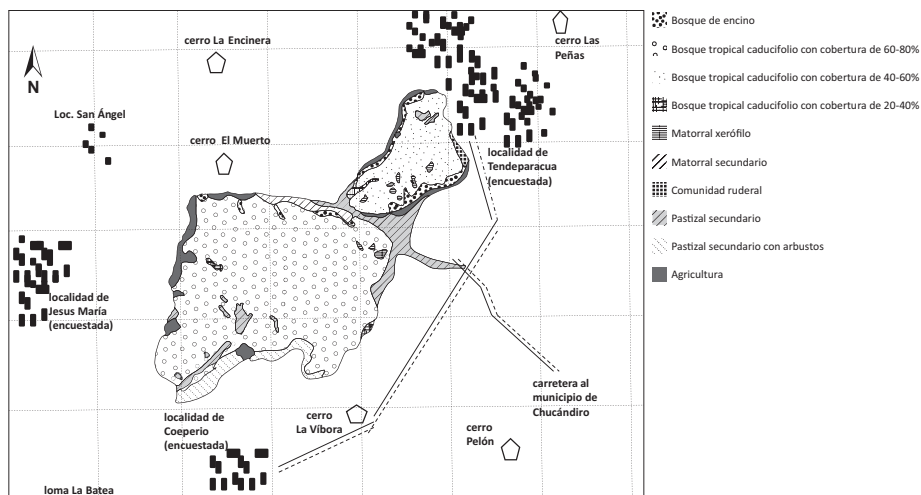 cerro La Encinera
cerro Las
Peñas
N
Loc. San Ángel
cerro El Muerto
localidad de
Tendeparacua
(encuestada)
localidad de
Jesus María
(encuestada)
carretera al
municipio de
Chucándiro
localidad de
Coeperio
(encuestada)
cerro
La Víbora
cerro
Pelón
loma La Batea
Bosque de encino
Bosque tropical caducifolio con cobertura de 60-80%
Bosque tropical caducifolio con cobertura de 40-60%
Bosque tropical caducifolio con cobertura de 20-40%
Matorral xerófilo
Matorral secundario
Comunidad ruderal
Pastizal secundario
Pastizal secundario con arbustos
Agricultura